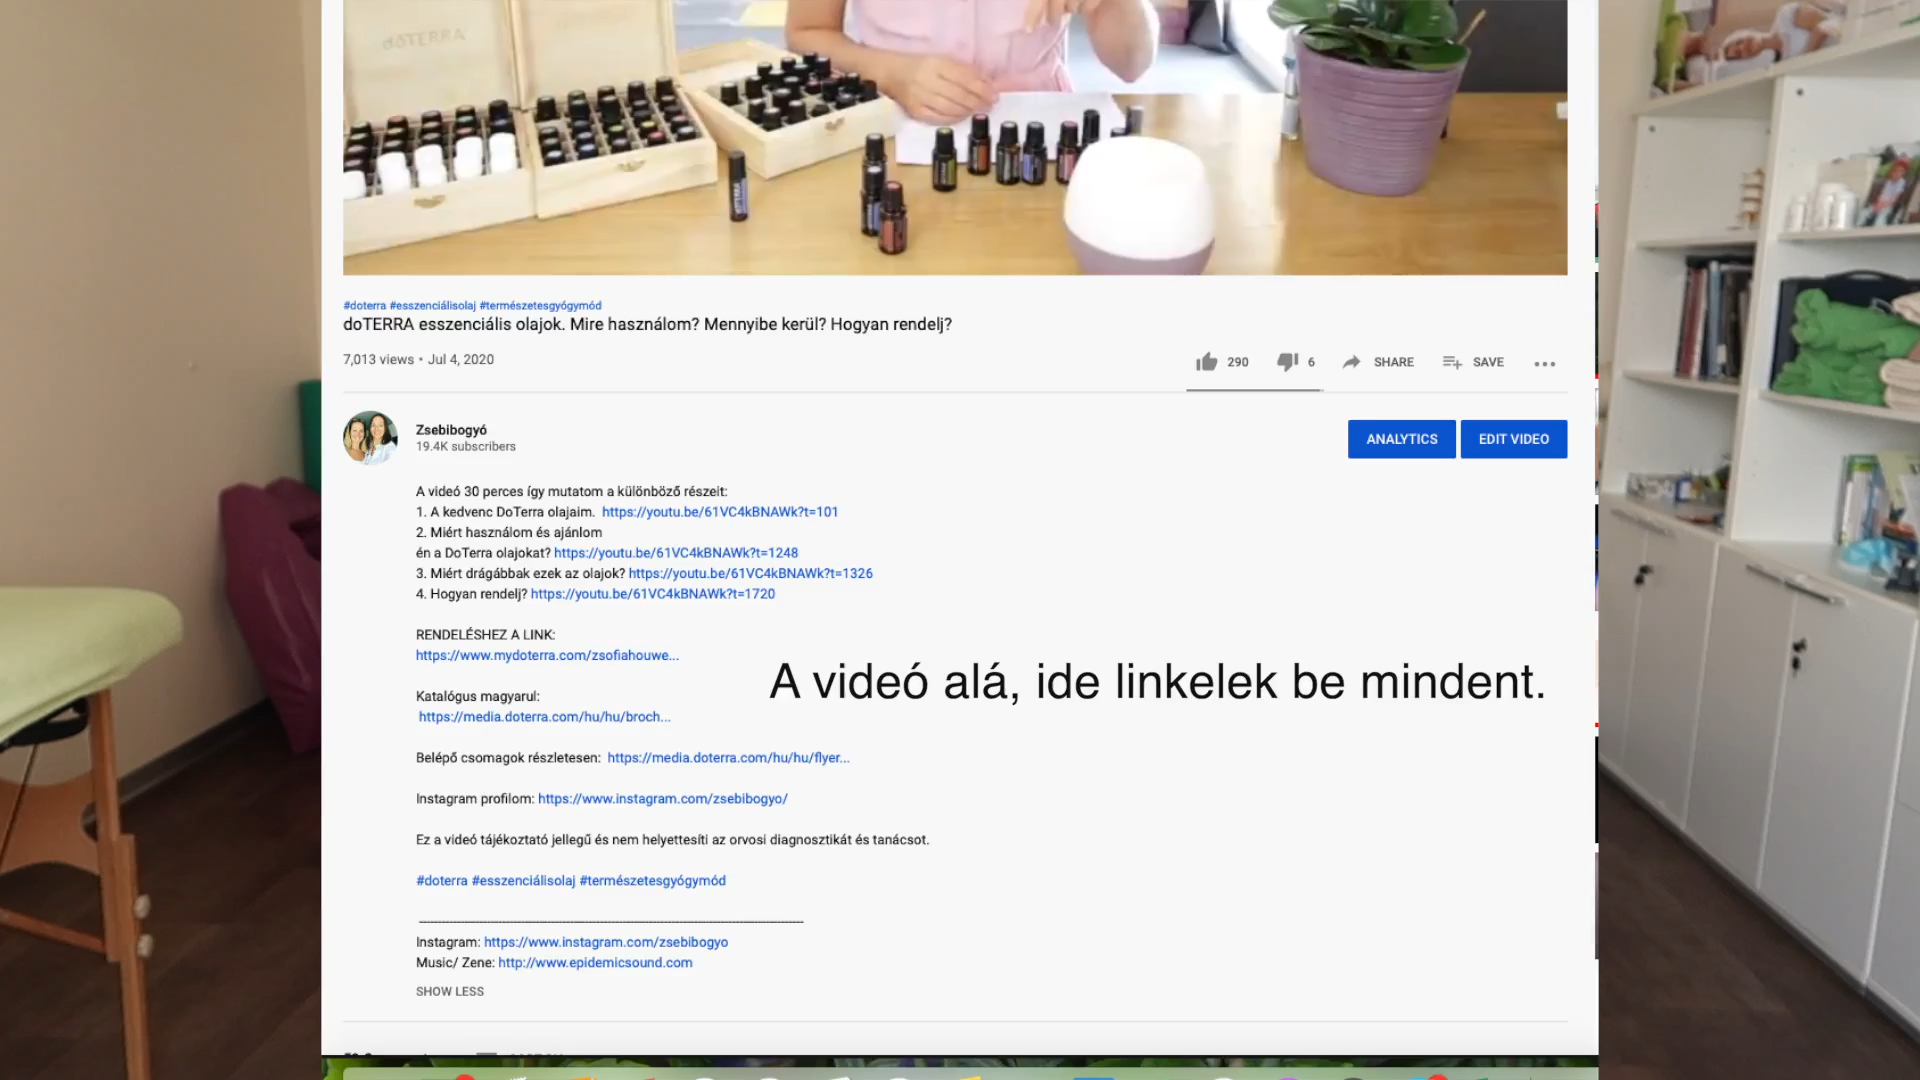 dōTERRA
#doterra #esszenciálisolaj #természetesgyógymód
doTERRA esszenciális olajok. Mire használom? Mennyibe kerül? Hogyan rendelj?
7,013 views • Jul 4, 2020
290
6
SHARE
SAVE
Zsebibogyó
19.4K subscribers
ANALYTICS
EDIT VIDEO
A videó 30 perces így mutatom a különböző részeit:
1. A kedvenc DoTerra olajaim. https://youtu.be/61VC4kBNAWk?t=101
2. Miért használom és ajánlom
én a DoTerra olajokat? https://youtu.be/61VC4kBNAWk?t=1248
3. Miért drágábbak ezek az olajok? https://youtu.be/61VC4kBNAWk?t=1326
4. Hogyan rendelj? https://youtu.be/61VC4kBNAWk?t=1720
RENDELÉSHEZ A LINK:
https://www.mydoterra.com/zsofiahouwe...
A videó alá, ide linkelek be mindent.
Katalógus magyarul:
https://media.doterra.com/hu/hu/broch...
Belépő csomagok részletesen: https://media.doterra.com/hu/hu/flyer...
Instagram profilom: https://www.instagram.com/zsebibogyo/
Ez a videó tájékoztató jellegű és nem helyettesíti az orvosi diagnosztikát és tanácsot.
#doterra #esszenciálisolaj #természetesgyógymód
Instagram: https://www.instagram.com/zsebibogyo
Music/ Zene: http://www.epidemicsound.com
SHOW LESS